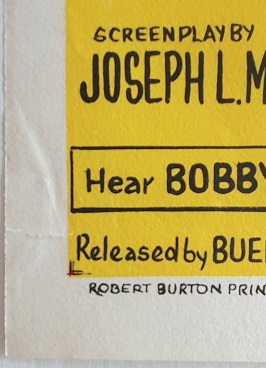 SCREENPLAY BY
JOSEPH L. M
Hear BOBBY
Released by BUE
ROBERT BURTON PRIN